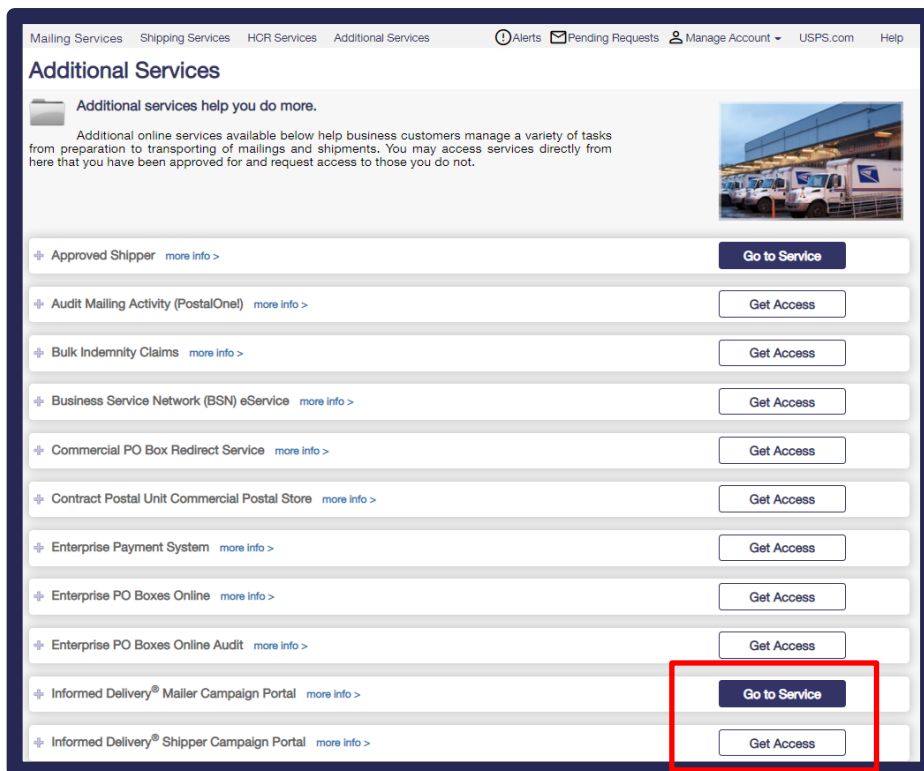 Mailing Services Shipping Services HCR Services Additional Services Alerts Pending Requests Manage Account USPS.com Help
Additional Services
Additional services help you do more.
Additional online services available below help business customers manage a variety of tasks
from preparation to transporting of mailings and shipments. You may access services directly from
here that you have been approved for and request access to those you do not.
Approved Shipper more info > Go to Service
Audit Mailing Activity (PostalOne!) more info > Get Access
Bulk Indemnity Claims more info > Get Access
Business Service Network (BSN) eService more info > Get Access
Commercial PO Box Redirect Service more info > Get Access
Contract Postal Unit Commercial Postal Store more info > Get Access
Enterprise Payment System more info > Get Access
Enterprise PO Boxes Online more info > Get Access
Enterprise PO Boxes Online Audit more info > Get Access
Informed Delivery® Mailer Campaign Portal more info > Go to Service
Informed Delivery® Shipper Campaign Portal more info > Get Access